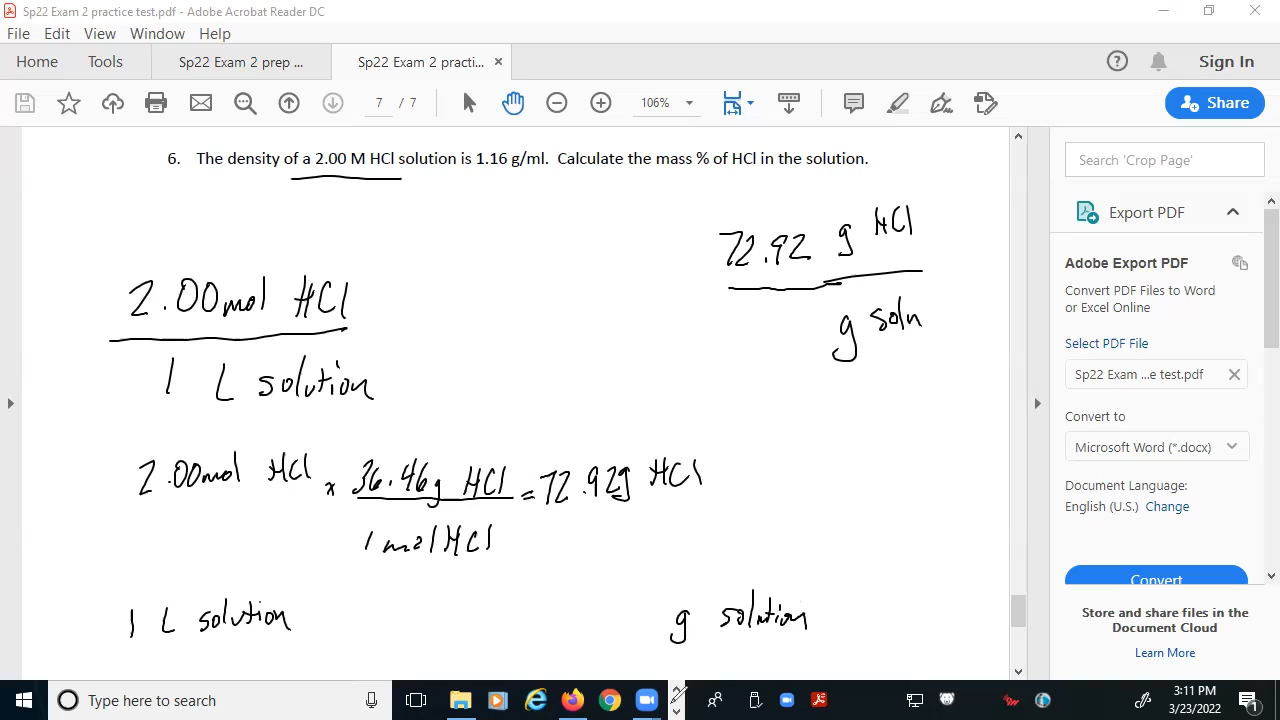 Sp22 Exam 2 practice test.pdf - Adobe Acrobat Reader DC
File Edit View Window Help
Home Tools Sp22 Exam 2 prep ... Sp22 Exam 2 practi... ×
? Sign In
7 / 7 106% Share
6. The density of a 2.00 M HCl solution is 1.16 g/ml. Calculate the mass % of HCl in the solution.
72.92 g HCl
g soln
2.00mol HCl
1 L solution
2.00mol HCl x 36.46g HCl = 72.92g HCl
1 mol HCl
1 L solution g solution
Search 'Crop Page'
Export PDF
Adobe Export PDF
Convert PDF Files to Word
or Excel Online
Select PDF File
Sp22 Exam ...e test.pdf
Convert to
Microsoft Word (*.docx)
Document Language:
English (U.S.) Change
Convert
Store and share files in the
Document Cloud
Learn More
Type here to search
3:11 PM
3/23/2022
1